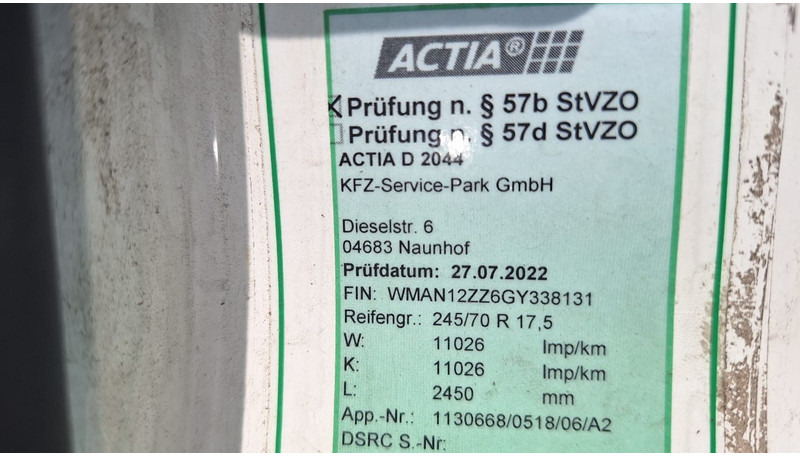 ACTIA®
Prüfung n. § 57b StVZO
Prüfung n. § 57d StVZO
ACTIA D 2044
KFZ-Service-Park GmbH
Dieselstr. 6
04683 Naunhof
Prüfdatum: 27.07.2022
FIN: WMAN12ZZ6GY338131
Reifengr.: 245/70 R 17,5
W: 11026 Imp/km
K: 11026 Imp/km
L: 2450 mm
App.-Nr.: 1130668/0518/06/A2
DSRC S.-Nr: